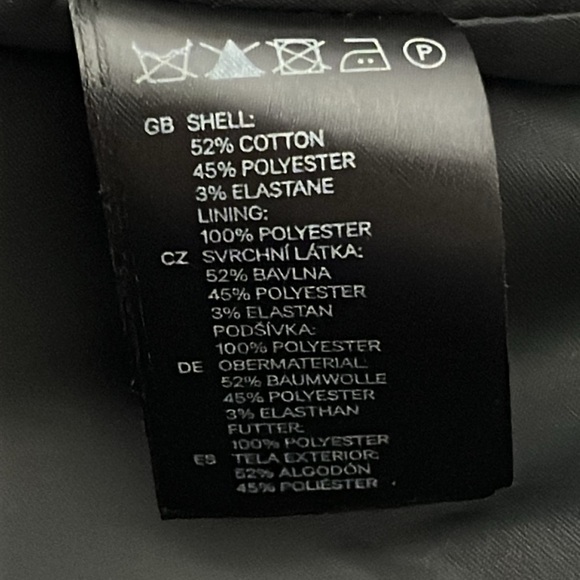 P
GB SHELL:
52% COTTON
45% POLYESTER
3% ELASTANE
LINING:
100% POLYESTER
CZ SVRCHNÍ LÁTKA:
52% BAVLNA
45% POLYESTER
3% ELASTAN
PODŠÍVKA:
100% POLYESTER
DE OBERMATERIAL:
52% BAUMWOLLE
45% POLYESTER
3% ELASTHAN
FUTTER:
100% POLYESTER
ES TELA EXTERIOR:
52% ALGODÓN
45% POLIÉSTER